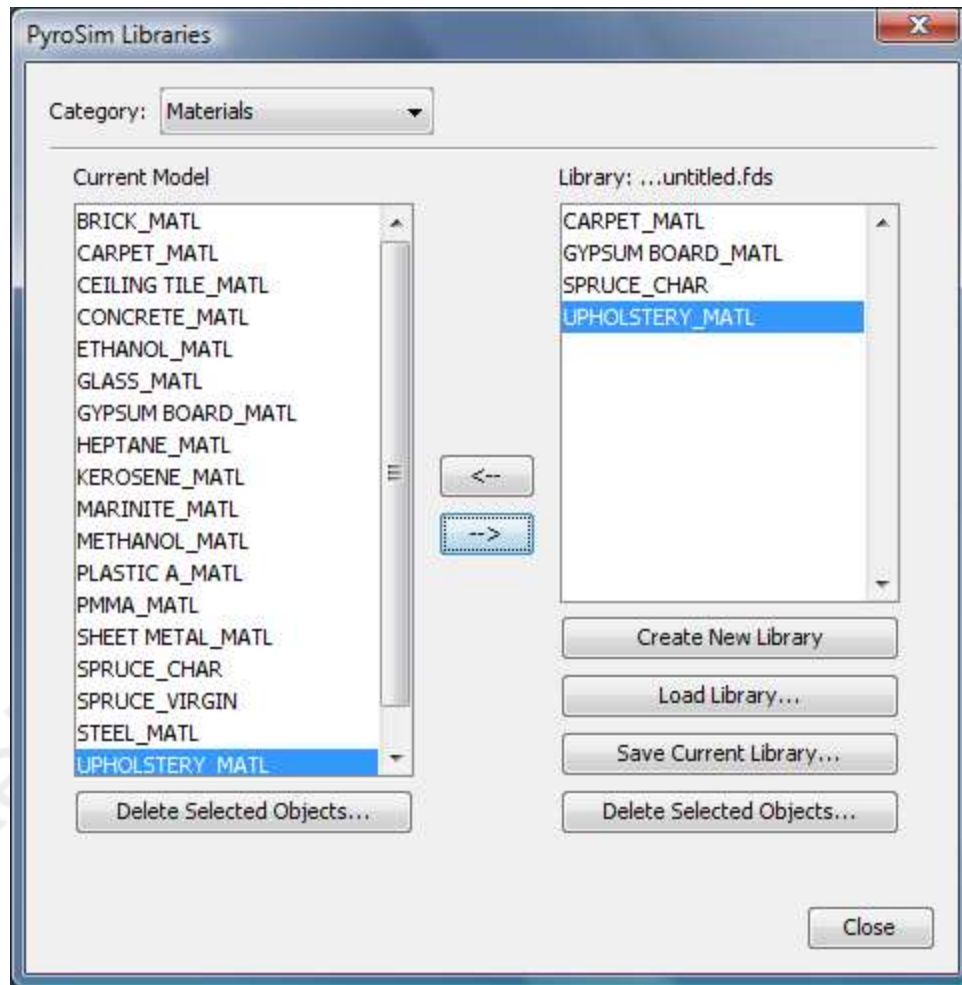 PyroSim Libraries
Category: Materials
Current Model
BRICK_MATL
CARPET_MATL
CEILING TILE_MATL
CONCRETE_MATL
ETHANOL_MATL
GLASS_MATL
GYPSUM BOARD_MATL
HEPTANE_MATL
KEROSENE_MATL
MARINITE_MATL
METHANOL_MATL
PLASTIC A_MATL
PMMA_MATL
SHEET METAL_MATL
SPRUCE_CHAR
SPRUCE_VIRGIN
STEEL_MATL
UPHOLSTERY_MATL
Delete Selected Objects...
<--
-->
Library: ...untitled.fds
CARPET_MATL
GYPSUM BOARD_MATL
SPRUCE_CHAR
UPHOLSTERY_MATL
Create New Library
Load Library...
Save Current Library...
Delete Selected Objects...
Close